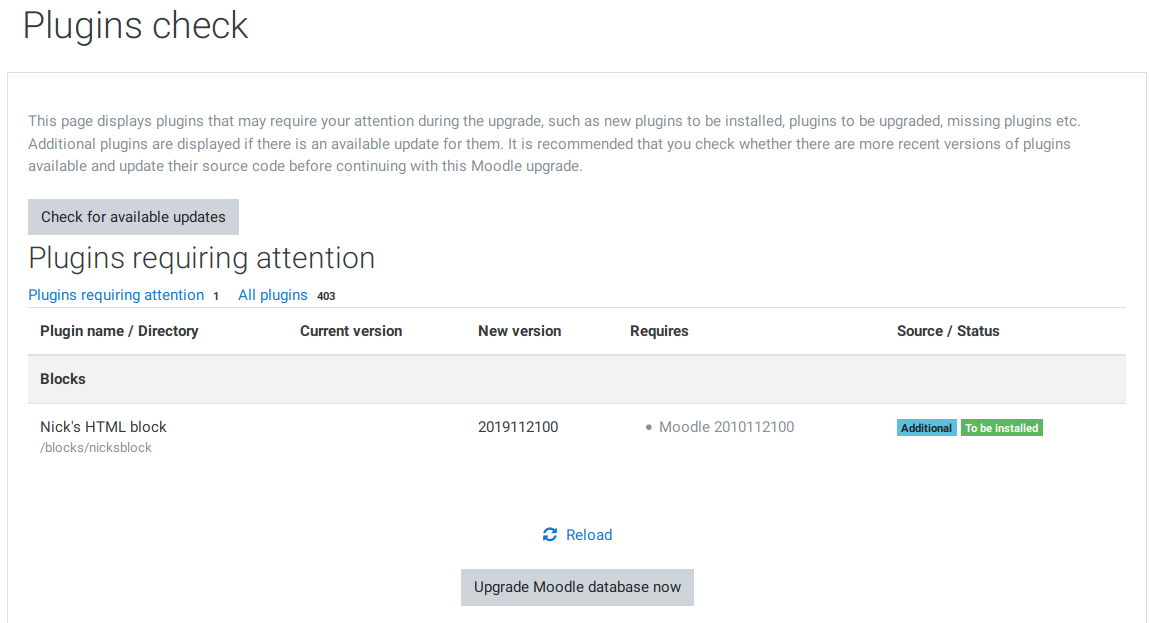 Plugins check
This page displays plugins that may require your attention during the upgrade, such as new plugins to be installed, plugins to be upgraded, missing plugins etc.
Additional plugins are displayed if there is an available update for them. It is recommended that you check whether there are more recent versions of plugins
available and update their source code before continuing with this Moodle upgrade.
Check for available updates
Plugins requiring attention
Plugins requiring attention 1 All plugins 403
Plugin name / Directory Current version New version Requires Source / Status
Blocks
Nick's HTML block 2019112100 • Moodle 2010112100 Additional To be installed
/blocks/nicksblock
Reload
Upgrade Moodle database now